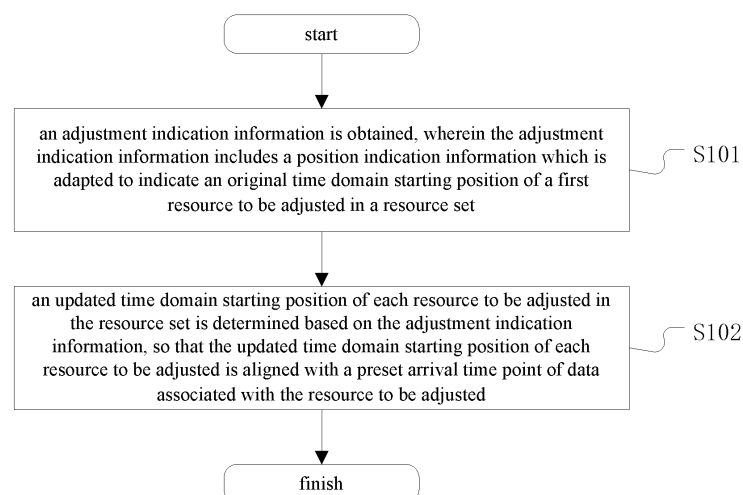 start
an adjustment indication information is obtained, wherein the adjustment
indication information includes a position indication information which is
adapted to indicate an original time domain starting position of a first
resource to be adjusted in a resource set
S101
an updated time domain starting position of each resource to be adjusted in
the resource set is determined based on the adjustment indication
information, so that the updated time domain starting position of each
resource to be adjusted is aligned with a preset arrival time point of data
associated with the resource to be adjusted
S102
finish